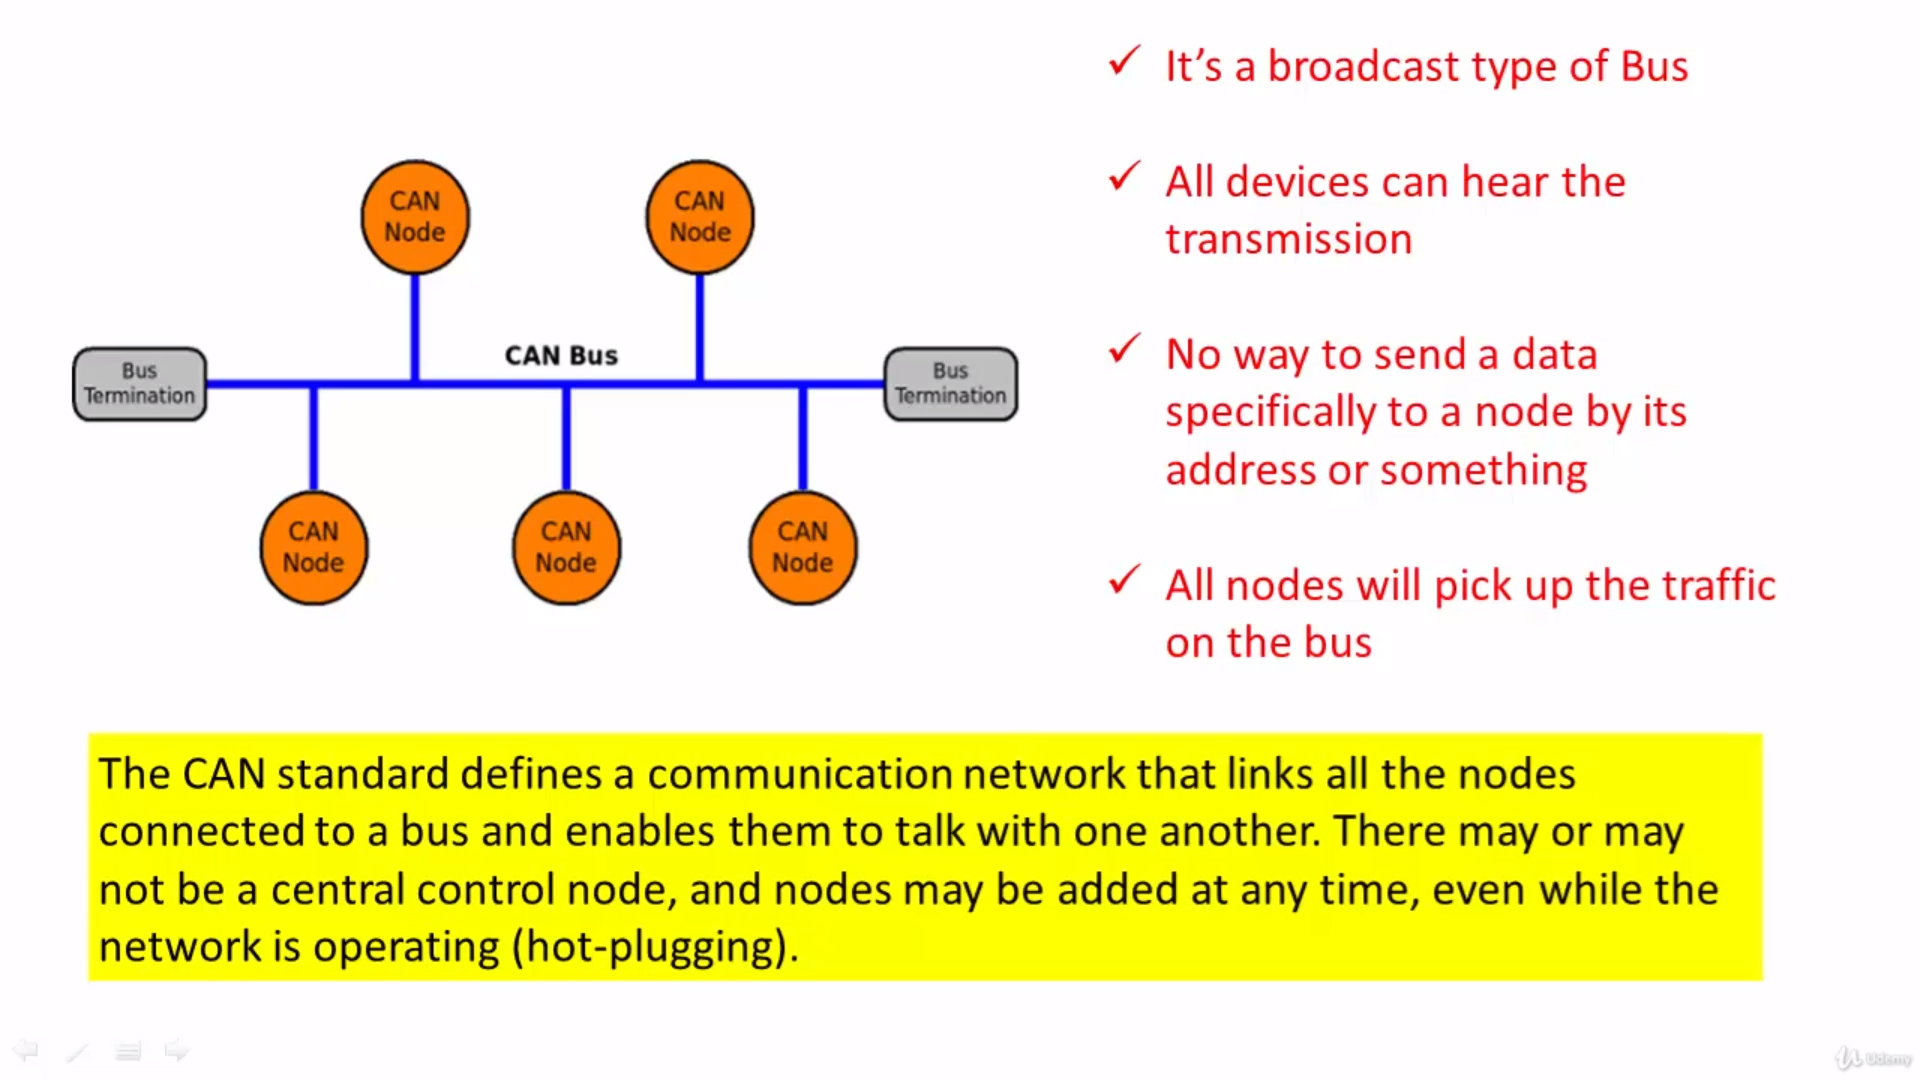 CAN
Node
CAN
Node
CAN Bus
Bus
Termination
Bus
Termination
CAN
Node
CAN
Node
CAN
Node
✓ It’s a broadcast type of Bus
✓ All devices can hear the
transmission
✓ No way to send a data
specifically to a node by its
address or something
✓ All nodes will pick up the traffic
on the bus
The CAN standard defines a communication network that links all the nodes
connected to a bus and enables them to talk with one another. There may or may
not be a central control node, and nodes may be added at any time, even while the
network is operating (hot-plugging).
Udemy